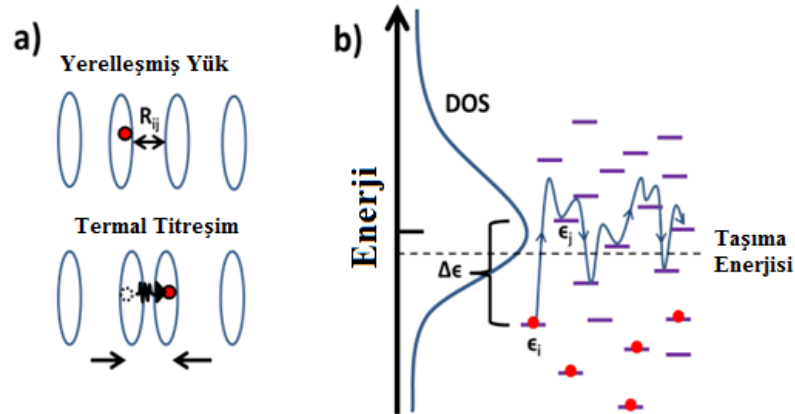 a)
Yerelleşmiş Yük
Rij
Termal Titreşim
b)
Enerji
DOS
Δϵ
ϵj
ϵi
Taşıma
Enerjisi